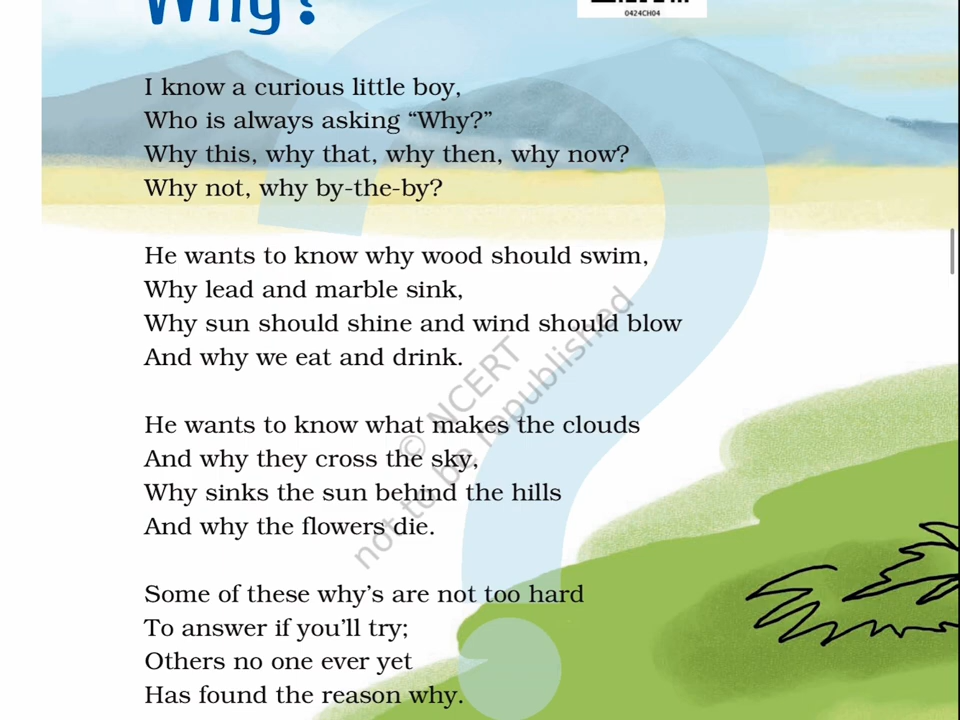 Why?
0424CH04
I know a curious little boy,
Who is always asking “Why?”
Why this, why that, why then, why now?
Why not, why by-the-by?
He wants to know why wood should swim,
Why lead and marble sink,
Why sun should shine and wind should blow
And why we eat and drink.
He wants to know what makes the clouds
And why they cross the sky,
Why sinks the sun behind the hills
And why the flowers die.
Some of these why’s are not too hard
To answer if you’ll try;
Others no one ever yet
Has found the reason why.
© NCERT
not to be republished